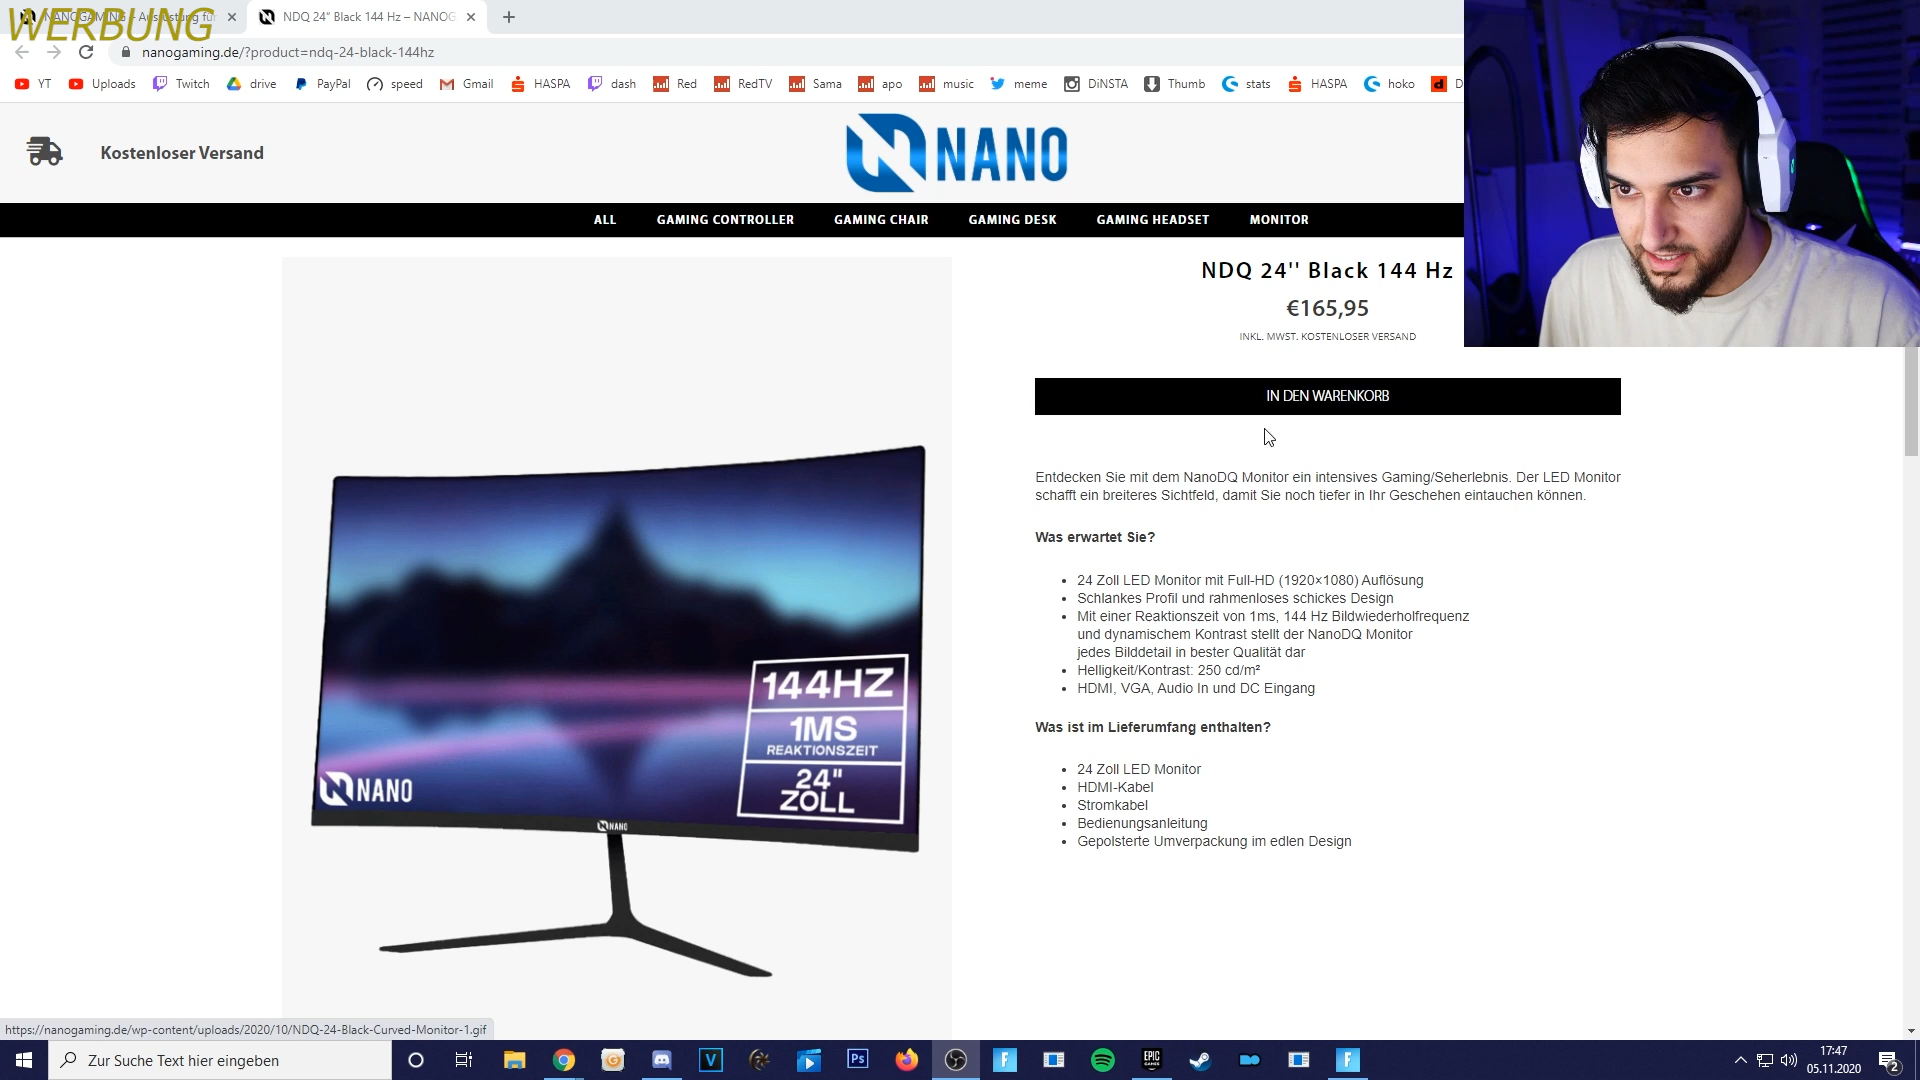 WERBUNG
NANOGAMING – Ausrüstung für
NDQ 24" Black 144 Hz – NANOG
nanogaming.de/?product=ndq-24-black-144hz
YT Uploads Twitch drive PayPal speed Gmail HASPA dash Red RedTV Sama apo music meme DiNSTA Thumb stats HASPA hoko D
Kostenloser Versand
NANO
ALL GAMING CONTROLLER GAMING CHAIR GAMING DESK GAMING HEADSET MONITOR
NDQ 24'' Black 144 Hz
€165,95
INKL. MWST. KOSTENLOSER VERSAND
IN DEN WARENKORB
Entdecken Sie mit dem NanoDQ Monitor ein intensives Gaming/Seherlebnis. Der LED Monitor
schafft ein breiteres Sichtfeld, damit Sie noch tiefer in Ihr Geschehen eintauchen können.
Was erwartet Sie?
24 Zoll LED Monitor mit Full-HD (1920×1080) Auflösung
Schlankes Profil und rahmenloses schickes Design
Mit einer Reaktionszeit von 1ms, 144 Hz Bildwiederholfrequenz
und dynamischem Kontrast stellt der NanoDQ Monitor
jedes Bilddetail in bester Qualität dar
Helligkeit/Kontrast: 250 cd/m²
HDMI, VGA, Audio In und DC Eingang
Was ist im Lieferumfang enthalten?
24 Zoll LED Monitor
HDMI-Kabel
Stromkabel
Bedienungsanleitung
Gepolsterte Umverpackung im edlen Design
144HZ
1MS
REAKTIONSZEIT
24"
ZOLL
NANO
NANO
https://nanogaming.de/wp-content/uploads/2020/10/NDQ-24-Black-Curved-Monitor-1.gif
Zur Suche Text hier eingeben
V
Ps
F
EPIC
GAMES
F
17:47
05.11.2020
2